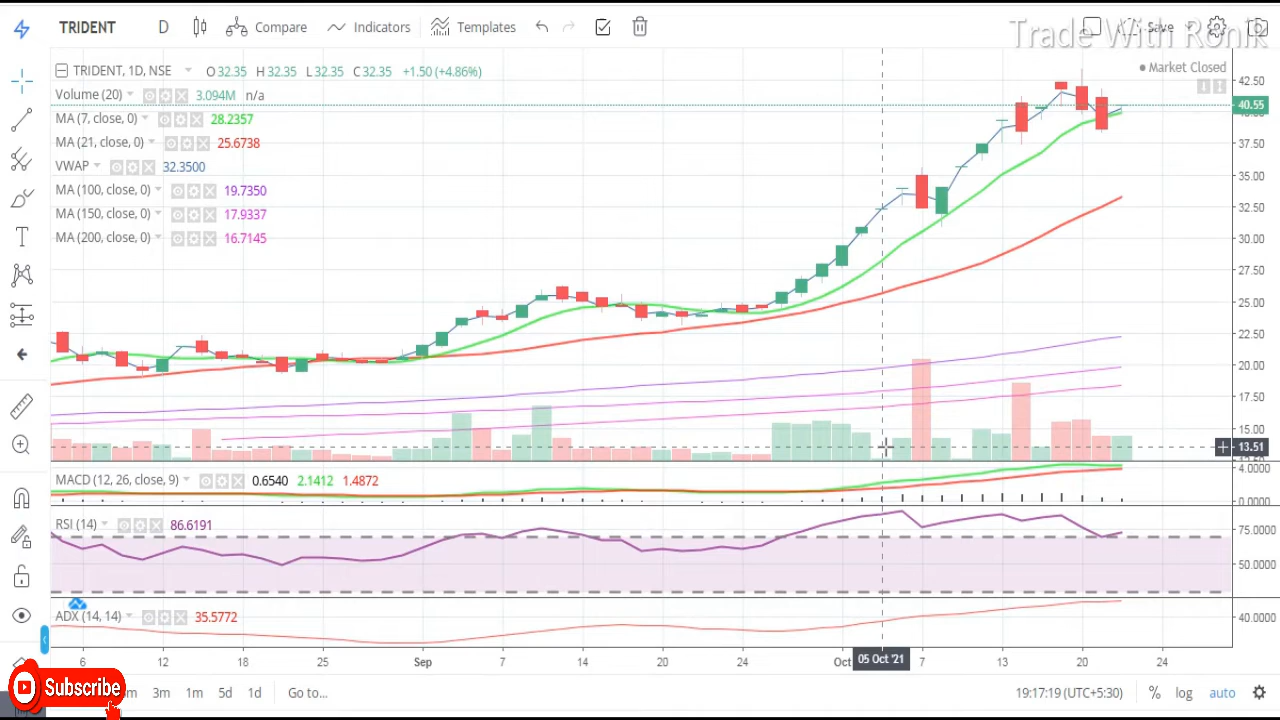 TRIDENT D Compare Indicators Templates Save
Trade With Ronik
TRIDENT, 1D, NSE O 32.35 H 32.35 L 32.35 C 32.35 +1.50 (+4.86%)
Market Closed
Volume (20) 3.094M n/a
MA (7, close, 0) 28.2357
MA (21, close, 0) 25.6738
VWAP 32.3500
MA (100, close, 0) 19.7350
MA (150, close, 0) 17.9337
MA (200, close, 0) 16.7145
42.50
40.55
37.50
35.00
32.50
30.00
27.50
25.00
22.50
20.00
17.50
15.00
13.51
MACD (12, 26, close, 9) 0.6540 2.1412 1.4872
4.0000
0.0000
RSI (14) 86.6191
75.0000
50.0000
ADX (14, 14) 35.5772
40.0000
6 12 18 25 Sep 7 14 20 24 Oct 05 Oct '21 7 13 20 24
Subscribe
3m 1m 5d 1d Go to... 19:17:19 (UTC+5:30) % log auto